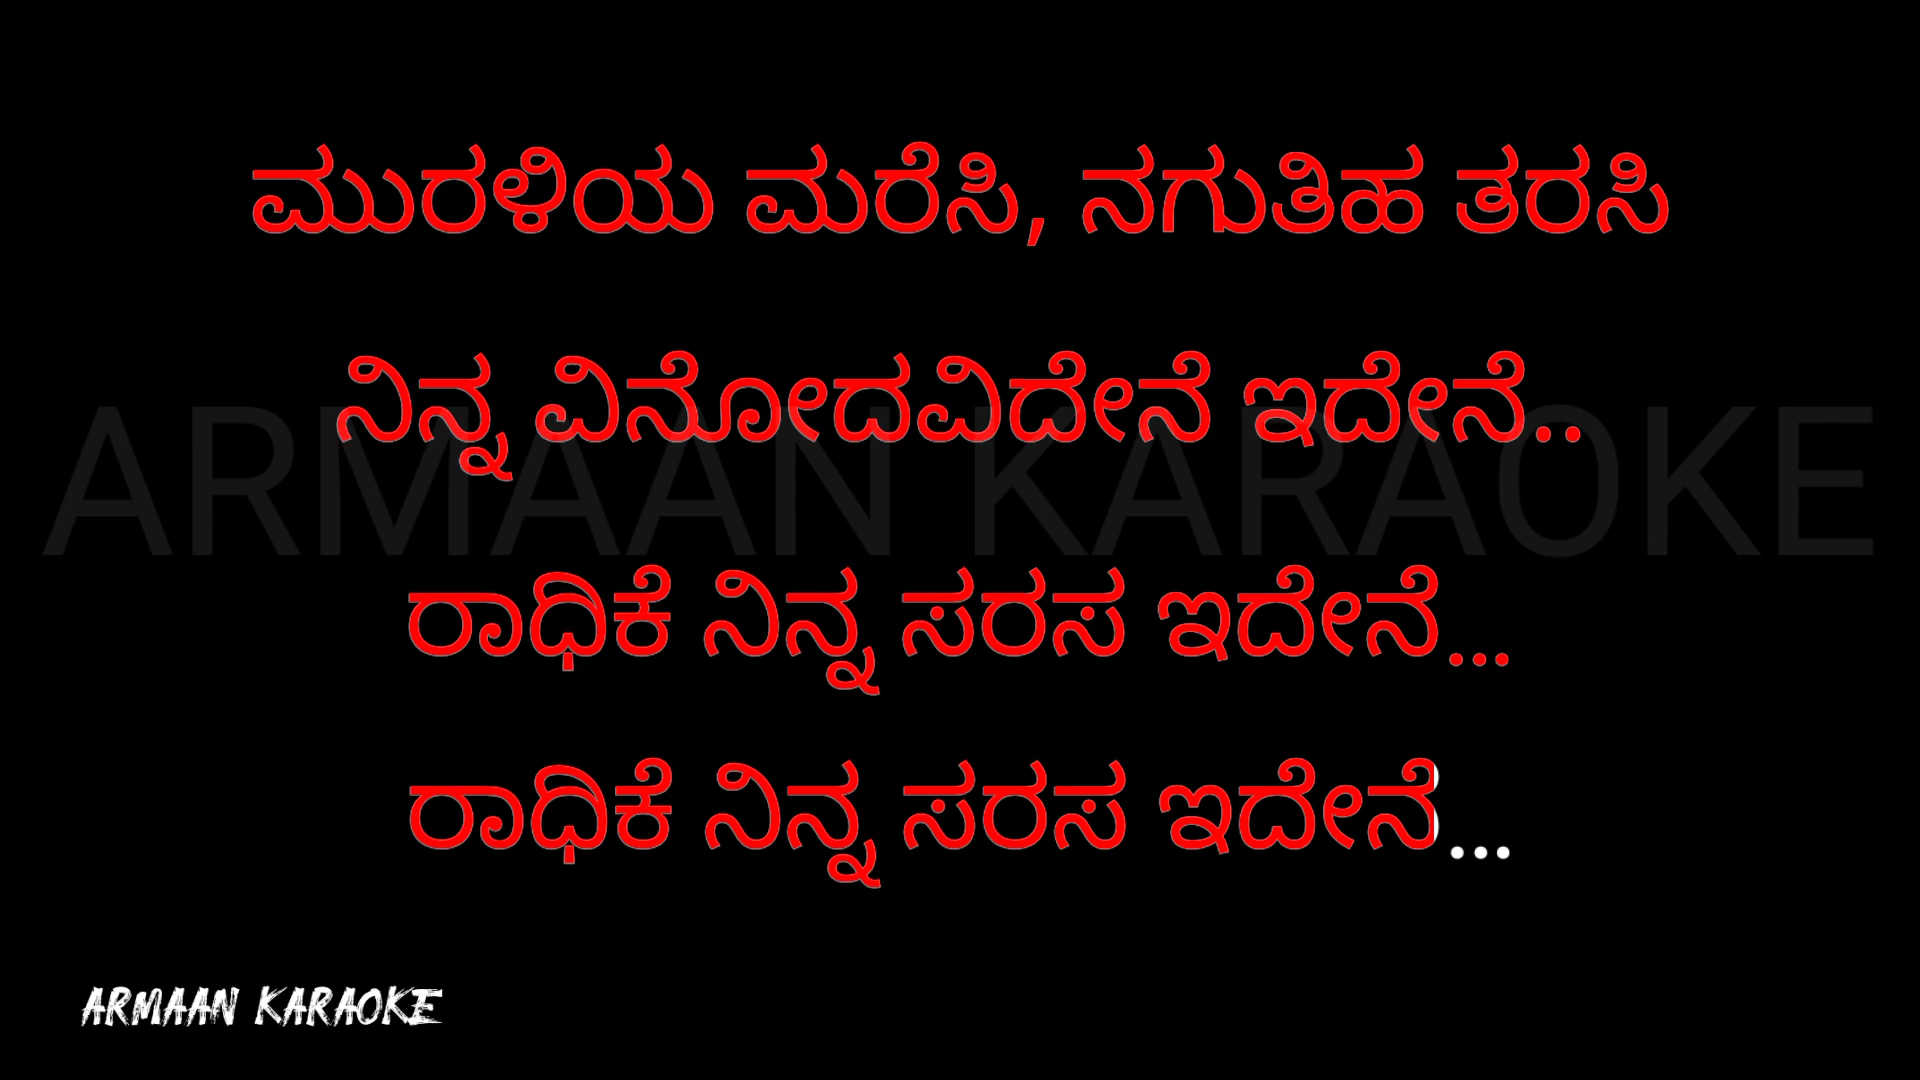 ಮುರಳಿಯ ಮರೆಸಿ, ನಗುತಿಹ ತರಸಿ
ನಿನ್ನ ವಿನೋದವಿದೇನೆ ಇದೇನೆ..
ARMAAN KARAOKE
ರಾಧಿಕೆ ನಿನ್ನ ಸರಸ ಇದೇನೆ...
ರಾಧಿಕೆ ನಿನ್ನ ಸರಸ ಇದೇನೆ...
ARMAAN KARAOKE